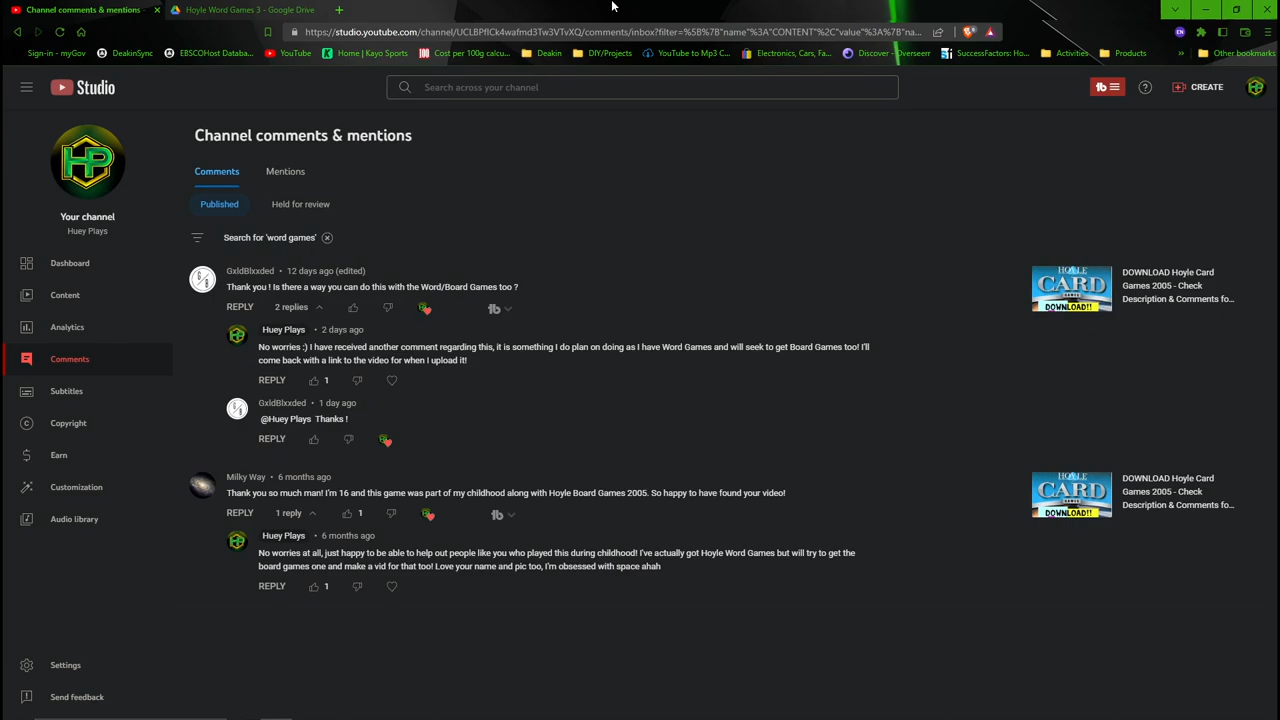 Channel comments & mentions
Hoyle Word Games 3 - Google Drive
https://studio.youtube.com/channel/UCLBPflCk4wafmd3Tw3VTvXQ/comments/inbox?filter=%5B%7B"name"%3A"CONTENT"%2C"value"%3A%7B"na...
Sign-in - myGov
DeakinSync
EBSCOHost Databa...
YouTube
Home | Kayo Sports
Cost per 100g calcu...
Deakin
DIY/Projects
YouTube to Mp3 C...
Electronics, Cars, Fa...
Discover - Overseer
SuccessFactors: Ho...
Activities
Products
Other bookmarks
Studio
Search across your channel
CREATE
HP
Your channel
Huey Plays
Dashboard
Content
Analytics
Comments
Subtitles
Copyright
Earn
Customization
Audio library
Settings
Send feedback
Channel comments & mentions
Comments
Mentions
Published
Held for review
Search for 'word games'
GxldBlxxded • 12 days ago (edited)
Thank you ! Is there a way you can do this with the Word/Board Games too ?
REPLY 2 replies
Huey Plays • 2 days ago
No worries :) I have received another comment regarding this, it is something I do plan on doing as I have Word Games and will seek to get Board Games too! I'll
come back with a link to the video for when I upload it!
REPLY 1
GxldBlxxded • 1 day ago
@Huey Plays Thanks !
REPLY
HOYLE
CARD
GAMES
DOWNLOAD!!
DOWNLOAD Hoyle Card
Games 2005 - Check
Description & Comments fo...
Milky Way • 6 months ago
Thank you so much man! I'm 16 and this game was part of my childhood along with Hoyle Board Games 2005. So happy to have found your video!
REPLY 1 reply 1
Huey Plays • 6 months ago
No worries at all, just happy to be able to help out people like you who played this during childhood! I've actually got Hoyle Word Games but will try to get the
board games one and make a vid for that too! Love your name and pic too, I'm obsessed with space ahah
REPLY 1
HOYLE
CARD
GAMES
DOWNLOAD!!
DOWNLOAD Hoyle Card
Games 2005 - Check
Description & Comments fo...